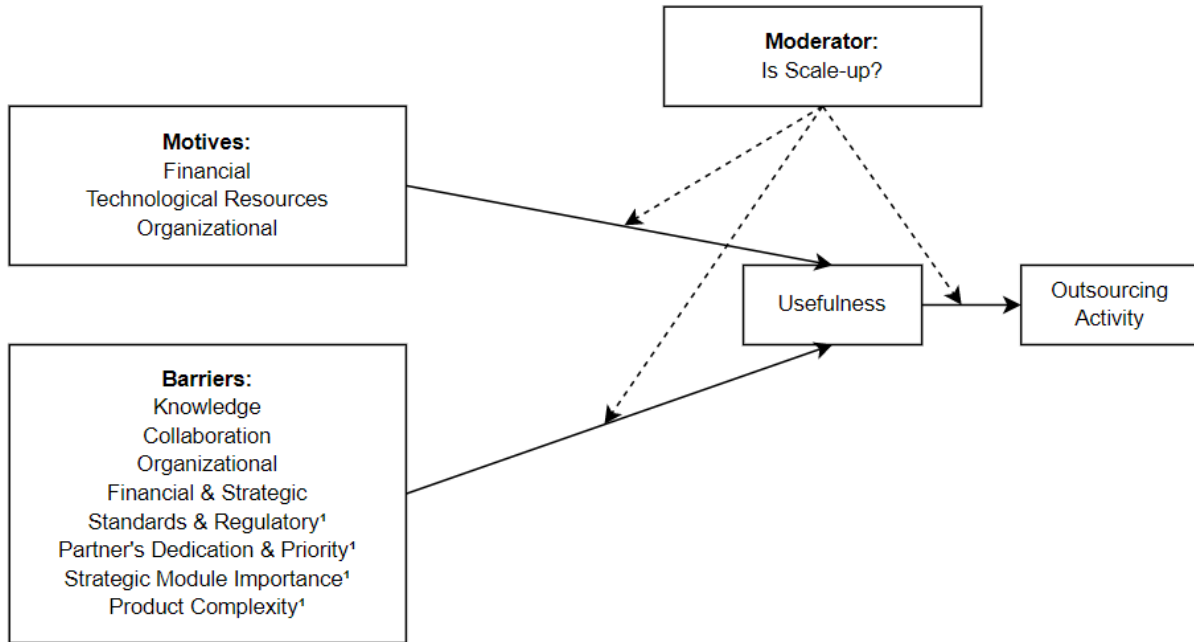 Moderator:
Is Scale-up?
Motives:
Financial
Technological Resources
Organizational
Usefulness
Outsourcing
Activity
Barriers:
Knowledge
Collaboration
Organizational
Financial & Strategic
Standards & Regulatory¹
Partner's Dedication & Priority¹
Strategic Module Importance¹
Product Complexity¹